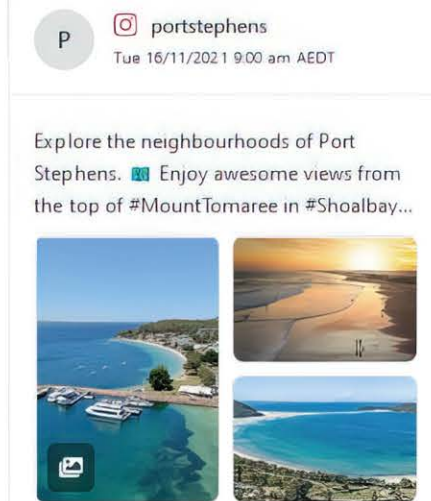 P
portstephens
Tue 16/11/2021 9:00 am AEDT
Explore the neighbourhoods of Port
Stephens. 🗺️ Enjoy awesome views from
the top of #MountTomaree in #Shoalbay...